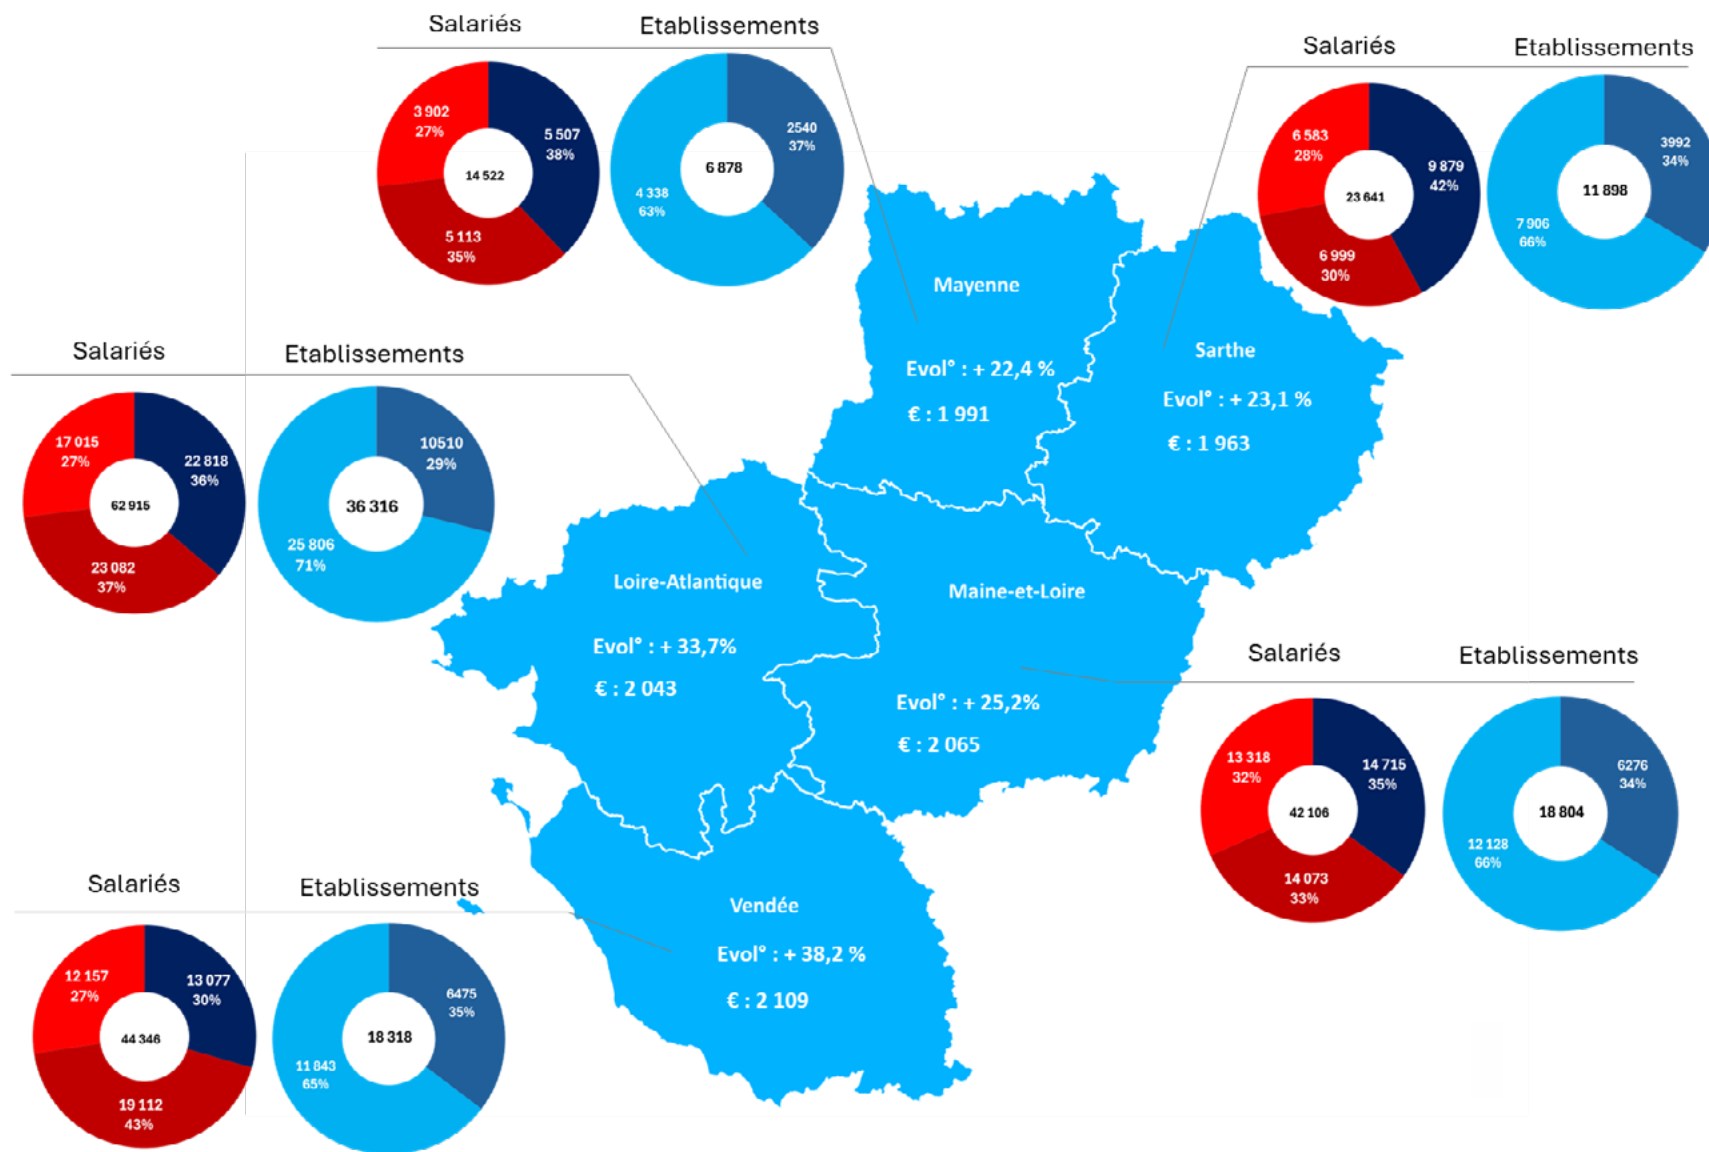 Salariés
Etablissements
3 902
27%
5 507
38%
14 522
5 113
35%
2540
37%
6 878
4 338
63%
Salariés
Etablissements
6 583
28%
9 879
42%
23 641
6 999
30%
3992
34%
11 898
7 906
66%
Mayenne
Evol° : + 22,4 %
€ : 1 991
Sarthe
Evol° : + 23,1 %
€ : 1 963
Salariés
Etablissements
17 015
27%
22 818
36%
62 915
23 082
37%
10510
29%
36 316
25 806
71%
Loire-Atlantique
Evol° : + 33,7%
€ : 2 043
Maine-et-Loire
Evol° : + 25,2%
€ : 2 065
Salariés
Etablissements
13 318
32%
14 715
35%
42 106
14 073
33%
6276
34%
18 804
12 128
66%
Salariés
Etablissements
12 157
27%
13 077
30%
44 346
19 112
43%
6475
35%
18 318
11 843
65%
Vendée
Evol° : + 38,2 %
€ : 2 109